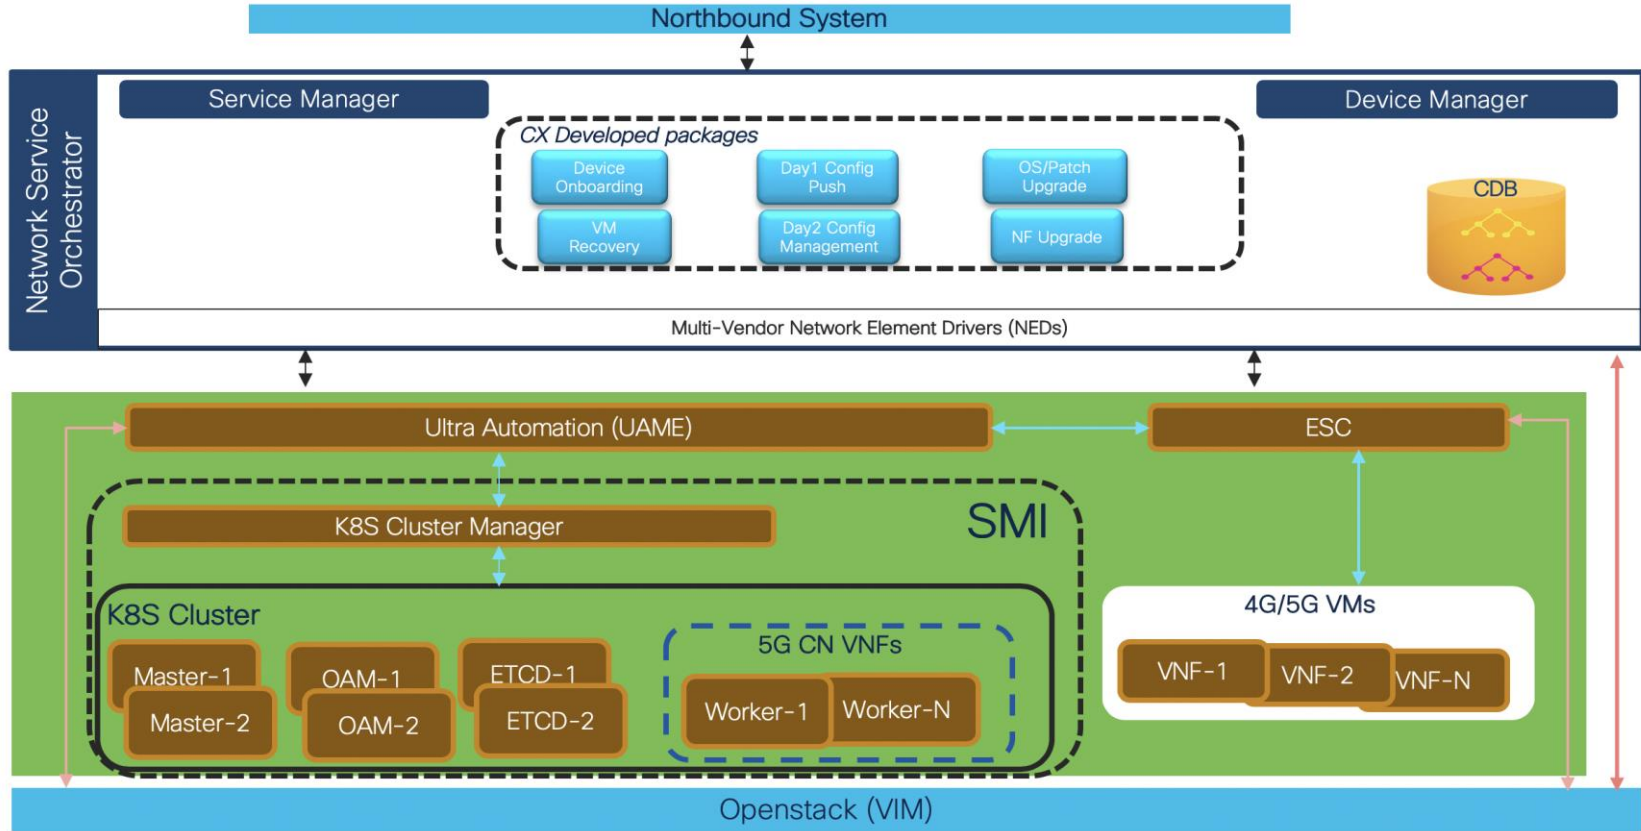 Northbound System
Network Service
Orchestrator
Service Manager
Device Manager
CX Developed packages
Device
Onboarding
Day1 Config
Push
OS/Patch
Upgrade
VM
Recovery
Day2 Config
Management
NF Upgrade
CDB
Multi-Vendor Network Element Drivers (NEDs)
Ultra Automation (UAME)
ESC
SMI
K8S Cluster Manager
K8S Cluster
Master-1
Master-2
OAM-1
OAM-2
ETCD-1
ETCD-2
5G CN VNFs
Worker-1
Worker-N
4G/5G VMs
VNF-1
VNF-2
VNF-N
Openstack (VIM)